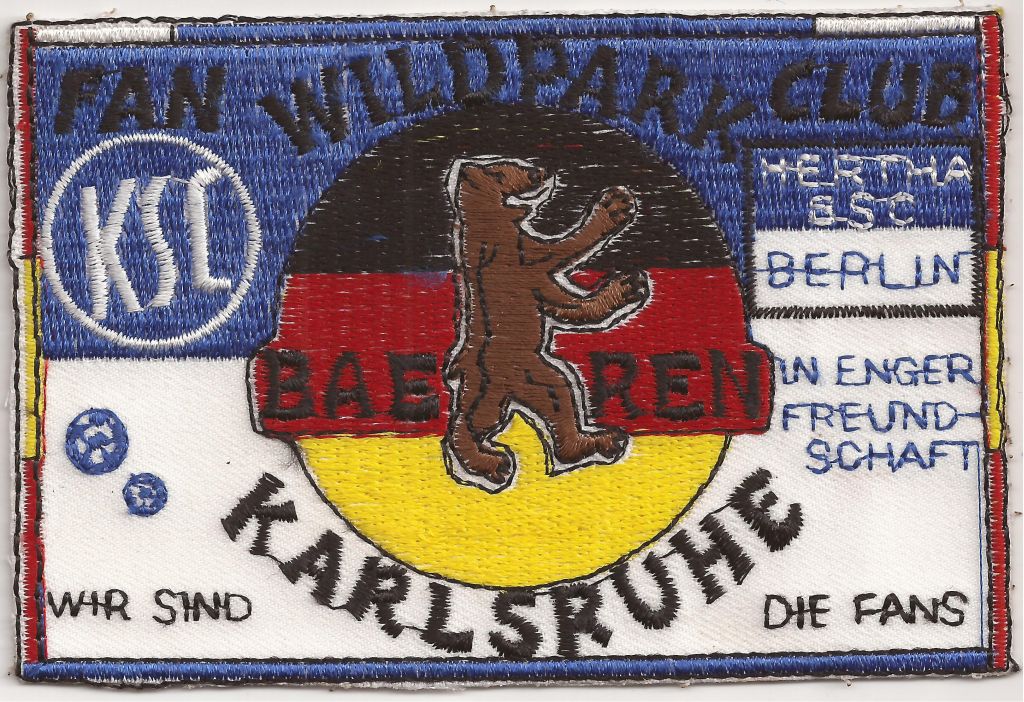 FAN WILDPARK CLUB
KSC
HERTHA
BSC
BERLIN
BAE REN
IN ENGER
FREUND-
SCHAFT
KARLSRUHE
WIR SIND
DIE FANS